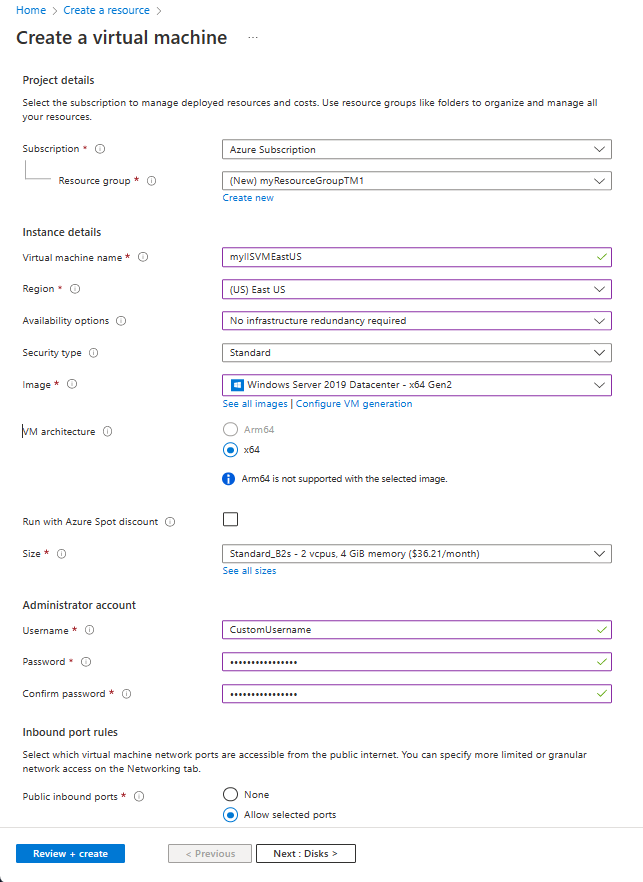 Home > Create a resource >
Create a virtual machine ...
Project details
Select the subscription to manage deployed resources and costs. Use resource groups like folders to organize and manage all
your resources.
Subscription * Azure Subscription
Resource group * (New) myResourceGroupTM1
Create new
Instance details
Virtual machine name * myIISVMEastUS
Region * (US) East US
Availability options No infrastructure redundancy required
Security type Standard
Image * Windows Server 2019 Datacenter - x64 Gen2
See all images | Configure VM generation
VM architecture Arm64
x64
Arm64 is not supported with the selected image.
Run with Azure Spot discount
Size * Standard_B2s - 2 vcpus, 4 GiB memory ($36.21/month)
See all sizes
Administrator account
Username * CustomUsername
Password * ••••••••••••••••
Confirm password * ••••••••••••••••
Inbound port rules
Select which virtual machine network ports are accessible from the public internet. You can specify more limited or granular
network access on the Networking tab.
Public inbound ports * None
Allow selected ports
Review + create < Previous Next : Disks >